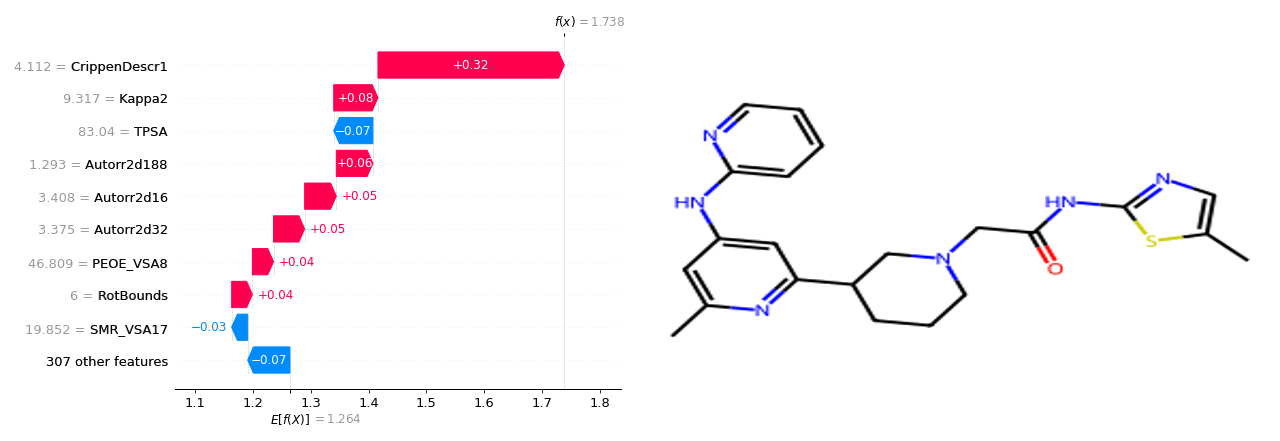 f(x) = 1.738
4.112 = CrippenDescr1
+0.32
9.317 = Kappa2
+0.08
83.04 = TPSA
−0.07
1.293 = Autorr2d188
+0.06
3.408 = Autorr2d16
+0.05
3.375 = Autorr2d32
+0.05
46.809 = PEOE_VSA8
+0.04
6 = RotBounds
+0.04
19.852 = SMR_VSA17
−0.03
307 other features
−0.07
1.1 1.2 1.3 1.4 1.5 1.6 1.7 1.8
E[f(X)] = 1.264
N
HN
N
N
HN
O
N
S